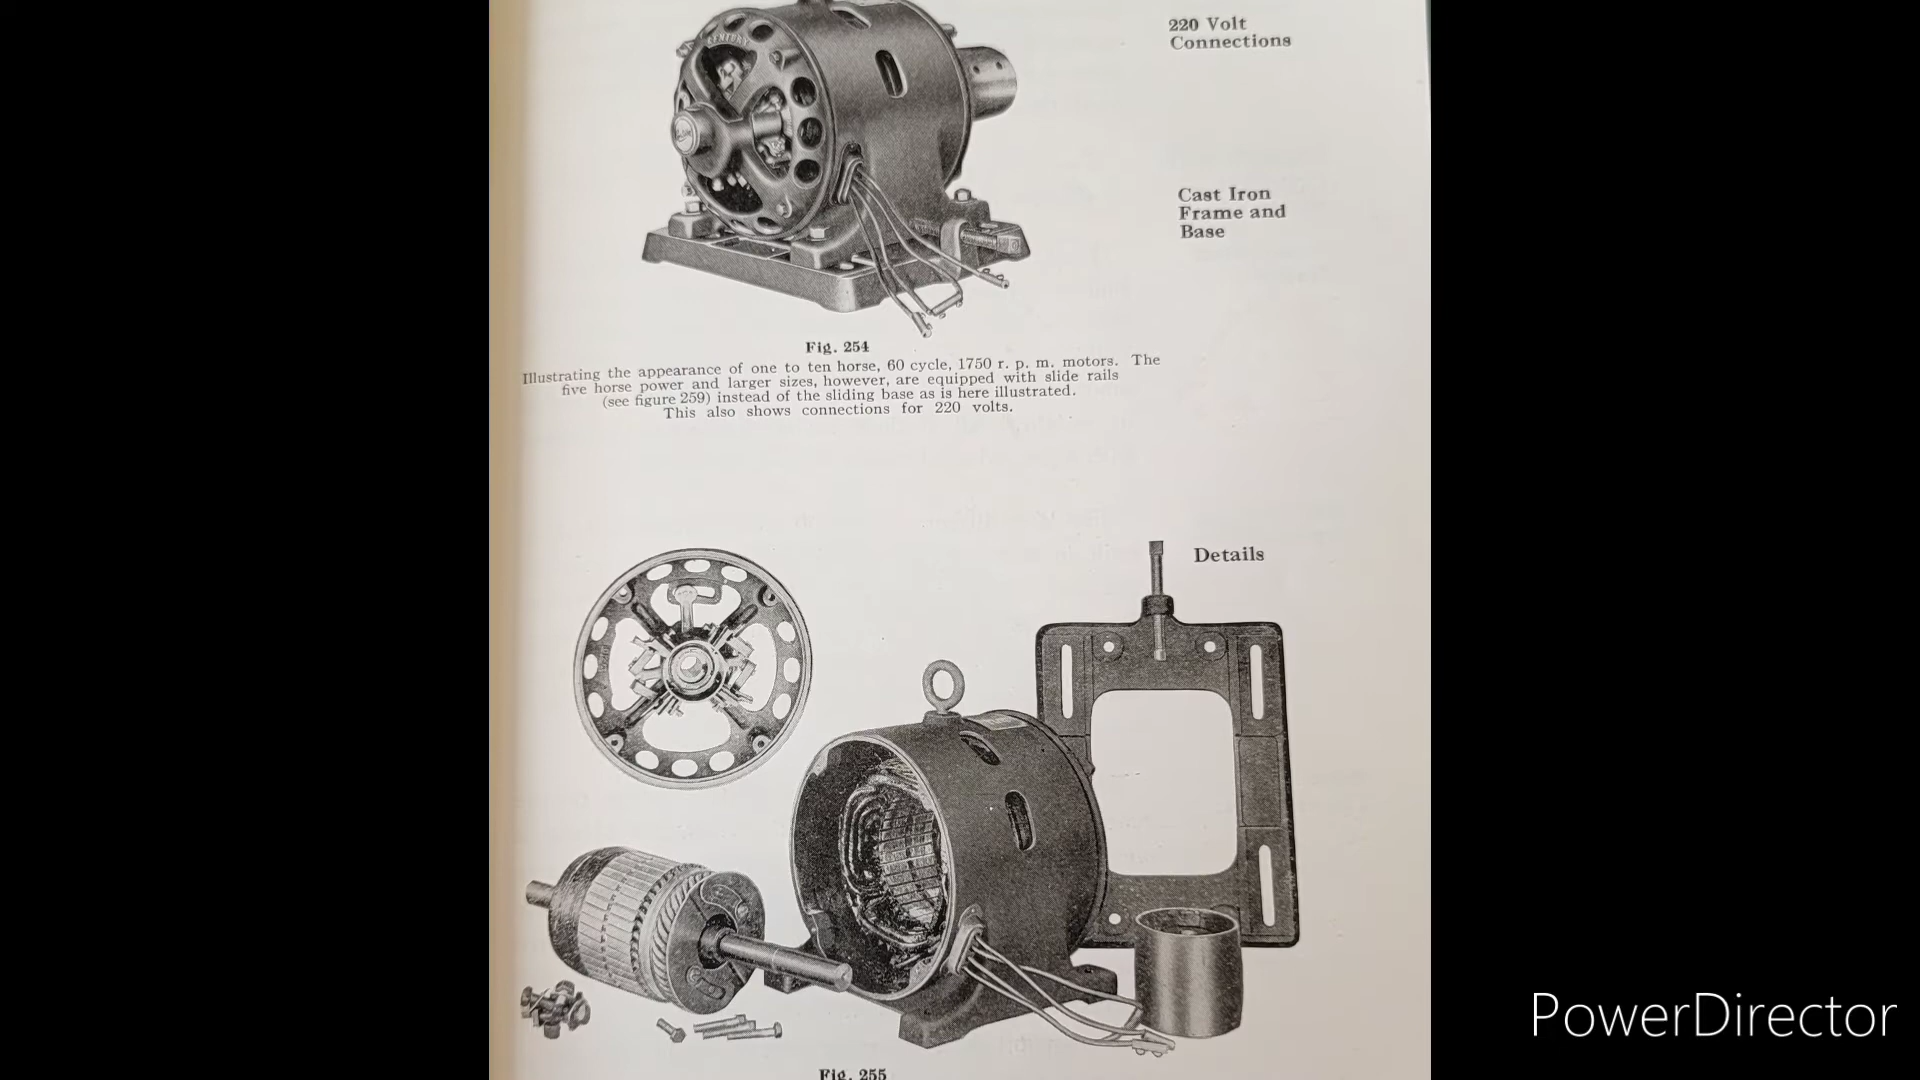 CENTURY
220 Volt
Connections
Cast Iron
Frame and
Base
Fig. 254
Illustrating the appearance of one to ten horse, 60 cycle, 1750 r. p. m. motors. The
five horse power and larger sizes, however, are equipped with slide rails
(see figure 259) instead of the sliding base as is here illustrated.
This also shows connections for 220 volts.
Details
Fig. 255
PowerDirector